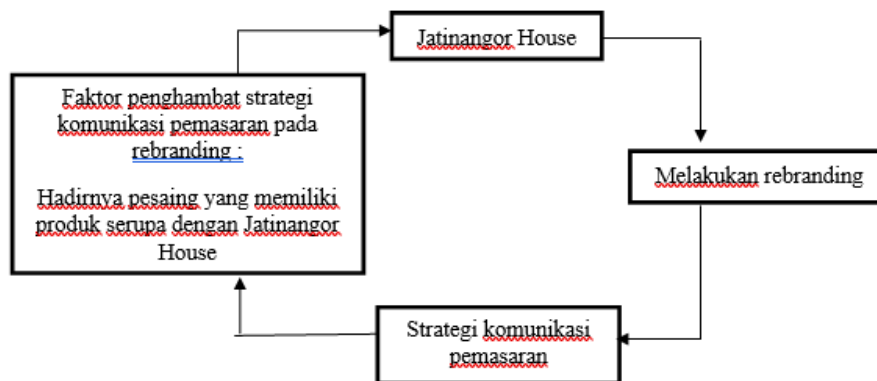 Jatinangor House
Faktor penghambat strategi
komunikasi pemasaran pada
rebranding :
Hadirnya pesaing yang memiliki
produk serupa dengan Jatinangor
House
Melakukan rebranding
Strategi komunikasi
pemasaran